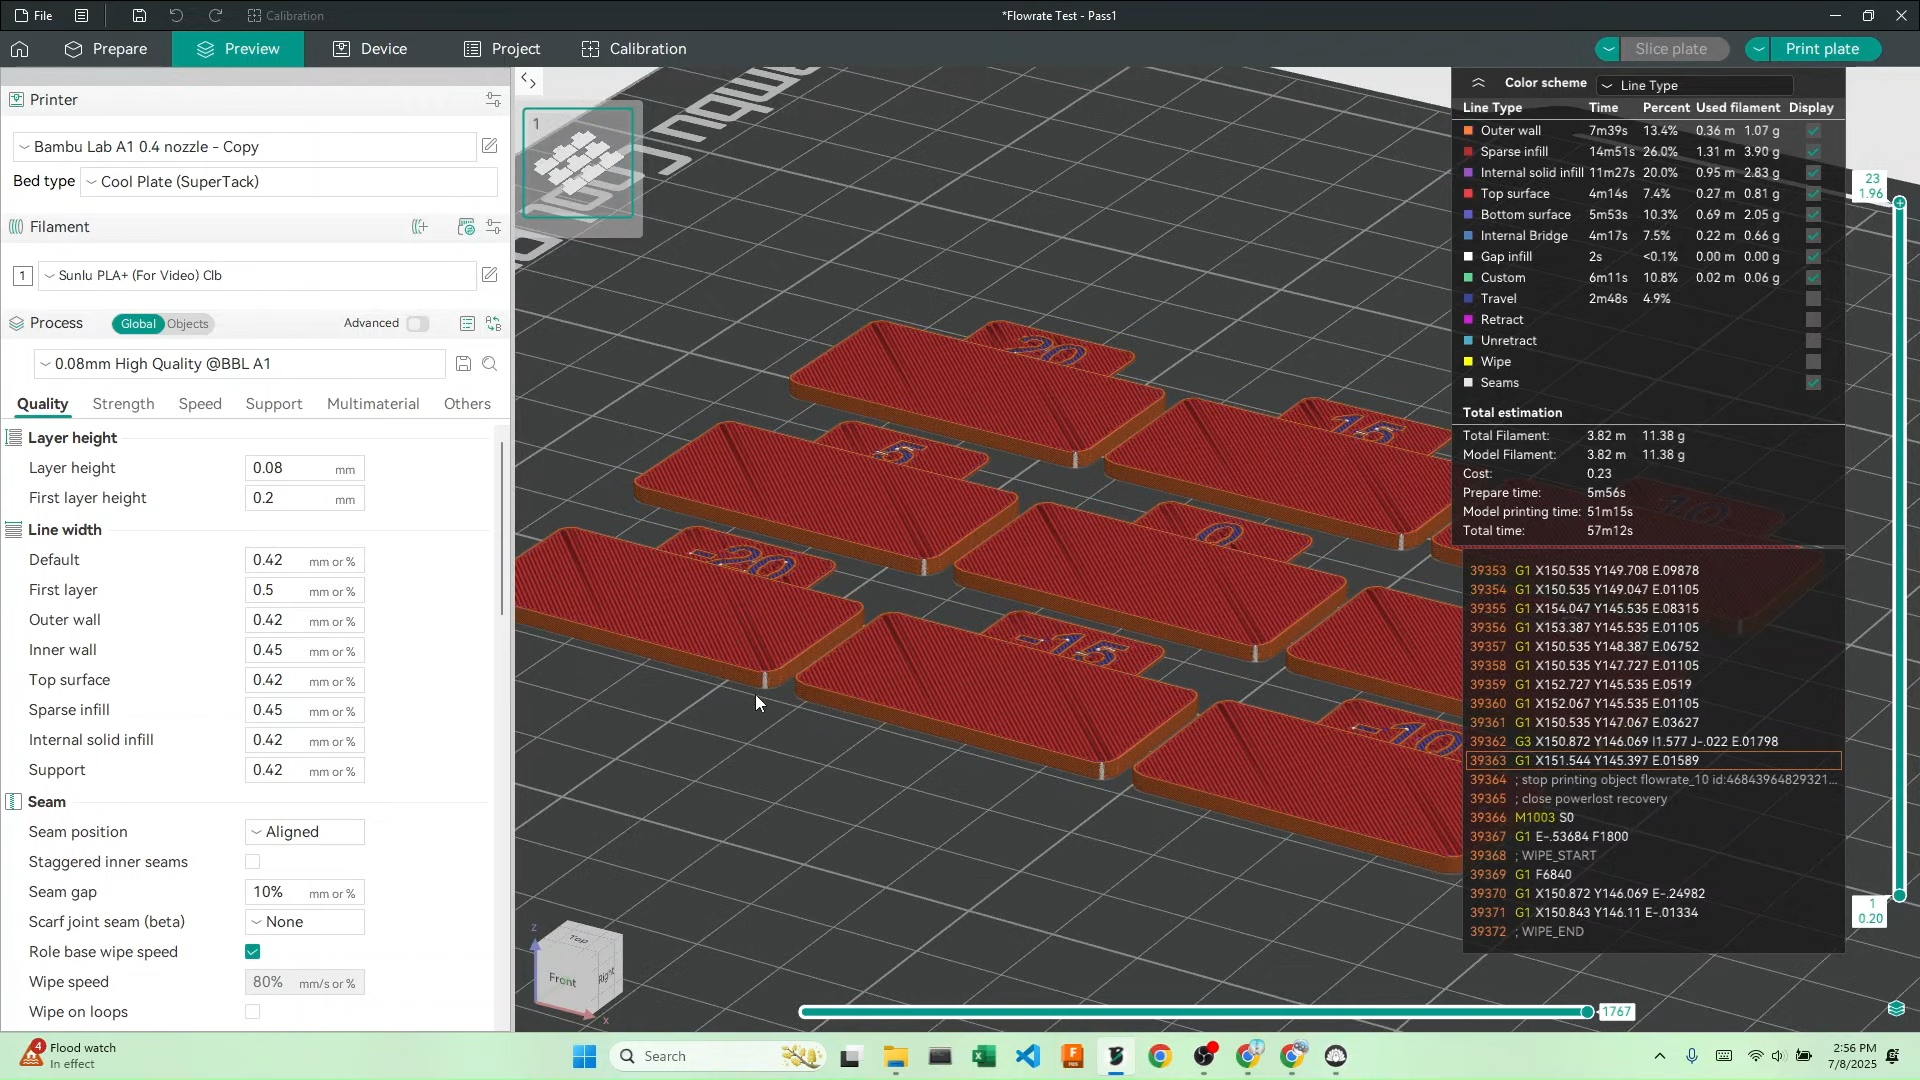 File
Calibration
*Flowrate Test - Pass1
Prepare
Preview
Device
Project
Calibration
Slice plate
Print plate
Printer
Bambu Lab A1 0.4 nozzle - Copy
Bed type
Cool Plate (SuperTack)
Filament
1
Sunlu PLA+ (For Video) Clb
Process
Global
Objects
Advanced
0.08mm High Quality @BBL A1
Quality
Strength
Speed
Support
Multimaterial
Others
Layer height
Layer height 0.08 mm
First layer height 0.2 mm
Line width
Default 0.42 mm or %
First layer 0.5 mm or %
Outer wall 0.42 mm or %
Inner wall 0.45 mm or %
Top surface 0.42 mm or %
Sparse infill 0.45 mm or %
Internal solid infill 0.42 mm or %
Support 0.42 mm or %
Seam
Seam position Aligned
Staggered inner seams
Seam gap 10% mm or %
Scarf joint seam (beta) None
Role base wipe speed
Wipe speed 80% mm/s or %
Wipe on loops
1
20
15
-5
10
0
-20
-15
-10
Top
Front
Right
z
x
Color scheme Line Type
Line Type Time Percent Used filament Display
Outer wall 7m39s 13.4% 0.36 m 1.07 g
Sparse infill 14m51s 26.0% 1.31 m 3.90 g
Internal solid infill 11m27s 20.0% 0.95 m 2.83 g
Top surface 4m14s 7.4% 0.27 m 0.81 g
Bottom surface 5m53s 10.3% 0.69 m 2.05 g
Internal Bridge 4m17s 7.5% 0.22 m 0.66 g
Gap infill 2s <0.1% 0.00 m 0.00 g
Custom 6m11s 10.8% 0.02 m 0.06 g
Travel 2m48s 4.9%
Retract
Unretract
Wipe
Seams
Total estimation
Total Filament: 3.82 m 11.38 g
Model Filament: 3.82 m 11.38 g
Cost: 0.23
Prepare time: 5m56s
Model printing time: 51m15s
Total time: 57m12s
39353 G1 X150.535 Y149.708 E.09878
39354 G1 X150.535 Y149.047 E.01105
39355 G1 X154.047 Y145.535 E.08315
39356 G1 X153.387 Y145.535 E.01105
39357 G1 X150.535 Y148.387 E.06752
39358 G1 X150.535 Y147.727 E.01105
39359 G1 X152.727 Y145.535 E.0519
39360 G1 X152.067 Y145.535 E.01105
39361 G1 X150.535 Y147.067 E.03627
39362 G3 X150.872 Y146.069 I1.577 J-.022 E.01798
39363 G1 X151.544 Y145.397 E.01589
39364 ; stop printing object flowrate_10 id:46843964829321...
39365 ; close powerlost recovery
39366 M1003 S0
39367 G1 E-.53684 F1800
39368 ; WIPE_START
39369 G1 F6840
39370 G1 X150.872 Y146.069 E-.24982
39371 G1 X150.843 Y146.11 E-.01334
39372 ; WIPE_END
23
1.96
1
0.20
1767
4
Flood watch
In effect
Search
2:56 PM
7/8/2025